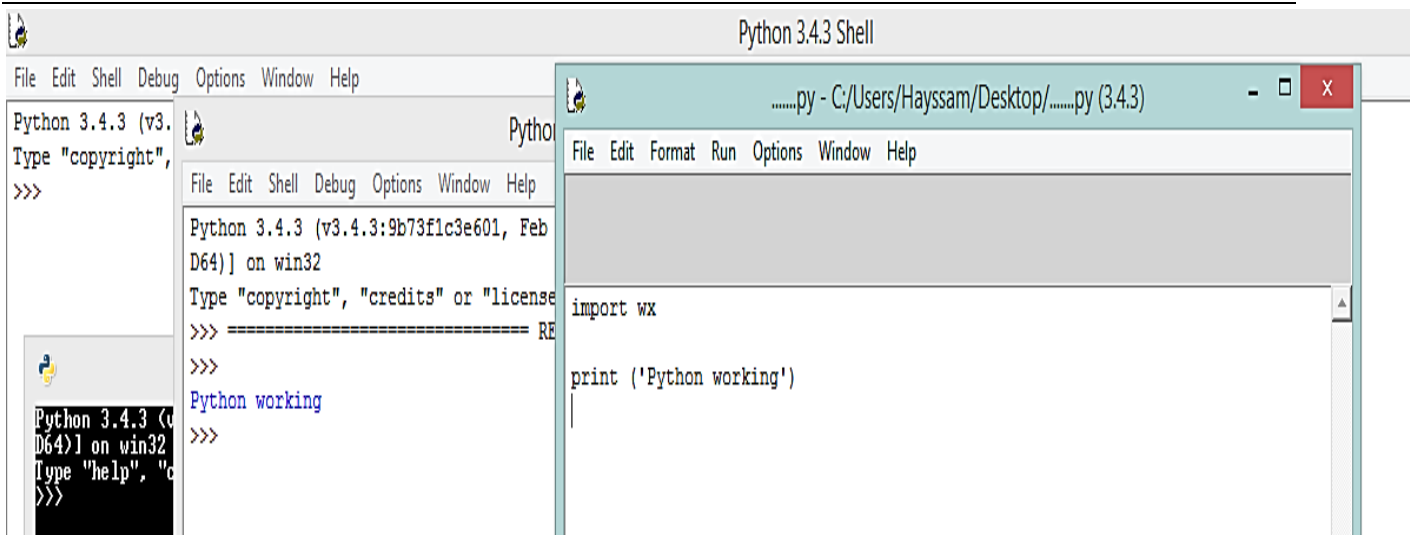 Python 3.4.3 Shell
File Edit Shell Debug Options Window Help
Python 3.4.3 (v3.
Type "copyright",
>>>
Pytho
File Edit Shell Debug Options Window Help
Python 3.4.3 (v3.4.3:9b73f1c3e601, Feb
D64)] on win32
Type "copyright", "credits" or "license
>>> ================================ RE
>>>
Python working
>>>
Python 3.4.3 (v
D64)] on win32
Type "help", "c
>>>
.......py - C:/Users/Hayssam/Desktop/.......py (3.4.3)
File Edit Format Run Options Window Help
import wx
print ('Python working')